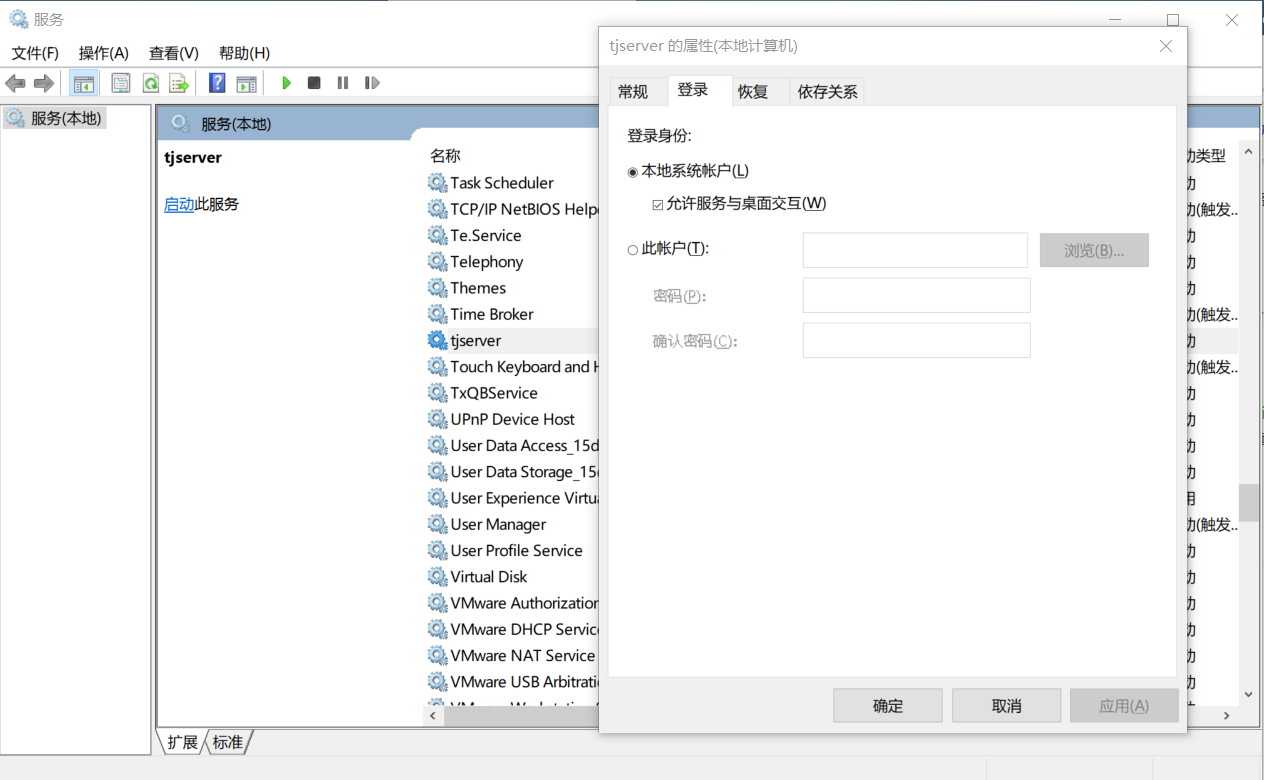 服务
文件(F) 操作(A) 查看(V) 帮助(H)
服务(本地)
服务(本地)
tjserver
启动此服务
名称
Task Scheduler
TCP/IP NetBIOS Helpe
Te.Service
Telephony
Themes
Time Broker
tjserver
Touch Keyboard and H
TxQBService
UPnP Device Host
User Data Access_15d
User Data Storage_15d
User Experience Virtua
User Manager
User Profile Service
Virtual Disk
VMware Authorization
VMware DHCP Service
VMware NAT Service
VMware USB Arbitratio
动类型
动
动(触发...
动
动
动
动(触发...
动
动(触发...
动
动
动
动
用
动(触发...
动
动
动
动
动
动
扩展 标准
tjserver 的属性(本地计算机)
常规 登录 恢复 依存关系
登录身份:
本地系统帐户(L)
允许服务与桌面交互(W)
此帐户(T): 浏览(B)...
密码(P):
确认密码(C):
确定 取消 应用(A)